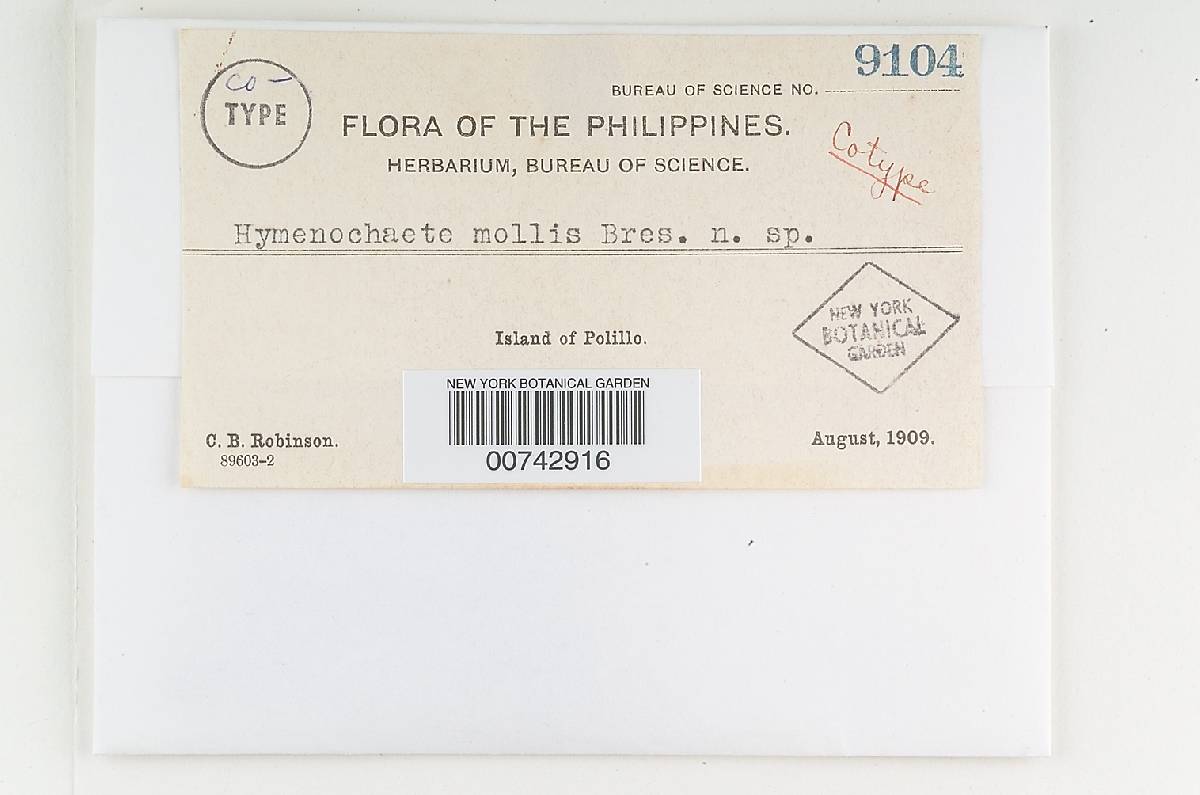 9104
BUREAU OF SCIENCE NO.
CO-
TYPE
FLORA OF THE PHILIPPINES.
HERBARIUM, BUREAU OF SCIENCE.
Cotype
Hymenochaete mollis Bres. n. sp.
NEW YORK
BOTANICAL
GARDEN
Island of Polillo.
NEW YORK BOTANICAL GARDEN
00742916
C. B. Robinson.
89603-2
August, 1909.